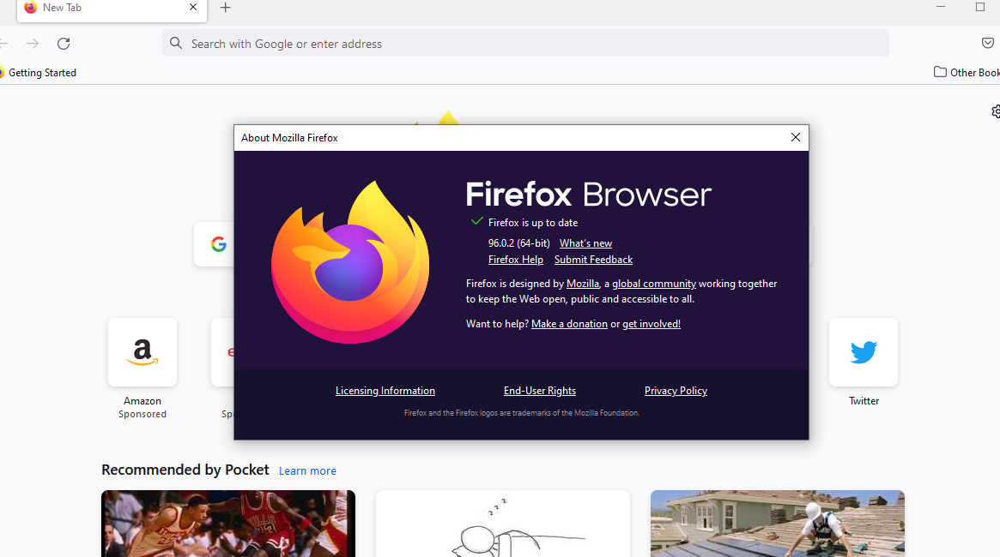 New Tab
Search with Google or enter address
Getting Started
Other Book
About Mozilla Firefox
Firefox Browser
Firefox is up to date
96.0.2 (64-bit) What's new
Firefox Help Submit Feedback
Firefox is designed by Mozilla, a global community working together
to keep the Web open, public and accessible to all.
Want to help? Make a donation or get involved!
Licensing Information End-User Rights Privacy Policy
Firefox and the Firefox logos are trademarks of the Mozilla Foundation.
G
a
e
Amazon
Sponsored
Sp
Twitter
Recommended by Pocket Learn more
z z z